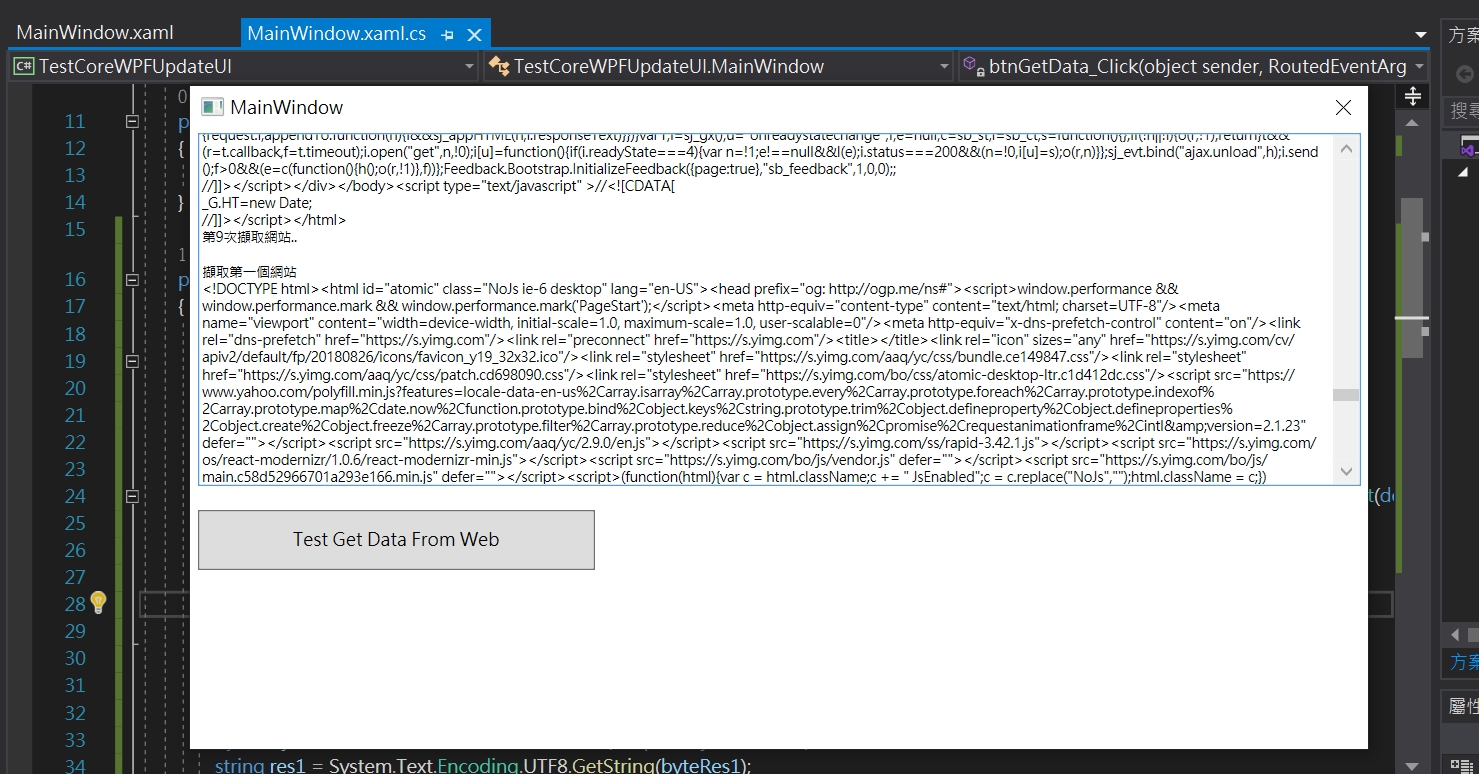 MainWindow.xaml
MainWindow.xaml.cs
方案
C# TestCoreWPFUpdateUI
TestCoreWPFUpdateUI.MainWindow
btnGetData_Click(object sender, RoutedEventArg
搜尋
MainWindow
0
11 p
12 {
13
14 }
15
1
16 p
17 {
18
19
20
21
22
23
24
25
26
27
28
29
30
31
32
33
34
{request:i,appendTo:function(n){i&&sj_appHTML(n,i.responseText)}}}var r,i=sj_gx(),u="onreadystatechange",f,e=null,c=sb_st,l=sb_ct,s=function(){};if(!i||!r){o(r,!1);return}t&&
(r=t.callback,f=t.timeout);i.open("get",n,!0);i[u]=function(){if(i.readyState===4){var n=!1;e!==null&&l(e);i.status===200&&(n=!0,i[u]=s);o(r,n)}};sj_evt.bind("ajax.unload",h);i.send
();f>0&&(e=c(function(){h();o(r,!1)},f))};Feedback.Bootstrap.InitializeFeedback({page:true},"sb_feedback",1,0,0);;
//]]></script></div></body><script type="text/javascript" >//<![CDATA[
_G.HT=new Date;
//]]></script></html>
第9次擷取網站..
擷取第一個網站
<!DOCTYPE html><html id="atomic" class="NoJs ie-6 desktop" lang="en-US"><head prefix="og: http://ogp.me/ns#"><script>window.performance &&
window.performance.mark && window.performance.mark('PageStart');</script><meta http-equiv="content-type" content="text/html; charset=UTF-8"/><meta
name="viewport" content="width=device-width, initial-scale=1.0, maximum-scale=1.0, user-scalable=0"/><meta http-equiv="x-dns-prefetch-control" content="on"/><link
rel="dns-prefetch" href="https://s.yimg.com"/><link rel="preconnect" href="https://s.yimg.com"/><title></title><link rel="icon" sizes="any" href="https://s.yimg.com/cv/
apiv2/default/fp/20180826/icons/favicon_y19_32x32.ico"/><link rel="stylesheet" href="https://s.yimg.com/aaq/yc/css/bundle.ce149847.css"/><link rel="stylesheet"
href="https://s.yimg.com/aaq/yc/css/patch.cd698090.css"/><link rel="stylesheet" href="https://s.yimg.com/bo/css/atomic-desktop-ltr.c1d412dc.css"/><script src="https://
www.yahoo.com/polyfill.min.js?features=locale-data-en-us%2Carray.isarray%2Carray.prototype.every%2Carray.prototype.foreach%2Carray.prototype.indexof%
2Carray.prototype.map%2Cdate.now%2Cfunction.prototype.bind%2Cobject.keys%2Cstring.prototype.trim%2Cobject.defineproperty%2Cobject.defineproperties%
2Cobject.create%2Cobject.freeze%2Carray.prototype.filter%2Carray.prototype.reduce%2Cobject.assign%2Cpromise%2Crequestanimationframe%2Cintl&amp;version=2.1.23"
defer=""></script><script src="https://s.yimg.com/aaq/yc/2.9.0/en.js"></script><script src="https://s.yimg.com/ss/rapid-3.42.1.js"></script><script src="https://s.yimg.com/
os/react-modernizr/1.0.6/react-modernizr-min.js"></script><script src="https://s.yimg.com/bo/js/vendor.js" defer=""></script><script src="https://s.yimg.com/bo/js/
main.c58d52966701a293e166.min.js" defer=""></script><script>(function(html){var c = html.className;c += " JsEnabled";c = c.replace("NoJs","");html.className = c;})
t(de
Test Get Data From Web
方案
屬性
string res1 = System.Text.Encoding.UTF8.GetString(byteRes1);